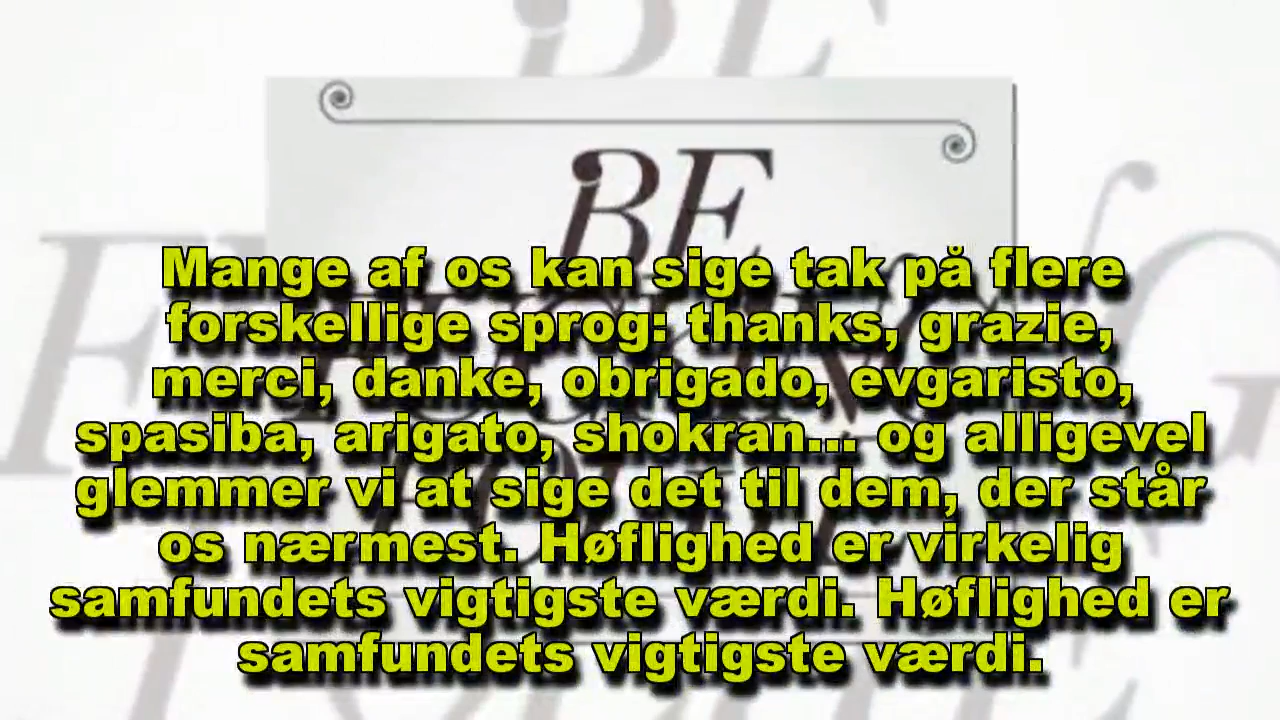 BE
Mange af os kan sige tak på flere
forskellige sprog: thanks, grazie,
merci, danke, obrigado, evgaristo,
spasiba, arigato, shokran... og alligevel
glemmer vi at sige det til dem, der står
os nærmest. Høflighed er virkelig
samfundets vigtigste værdi. Høflighed er
samfundets vigtigste værdi.